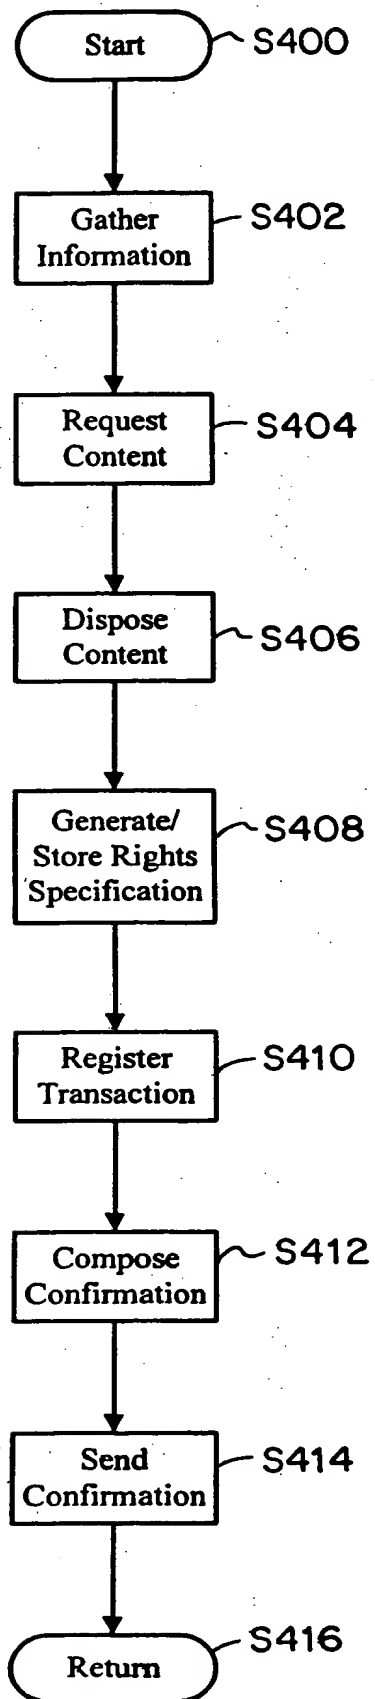 Start
S400
Gather
Information
S402
Request
Content
S404
Dispose
Content
S406
Generate/
Store Rights
Specification
S408
Register
Transaction
S410
Compose
Confirmation
S412
Send
Confirmation
S414
Return
S416